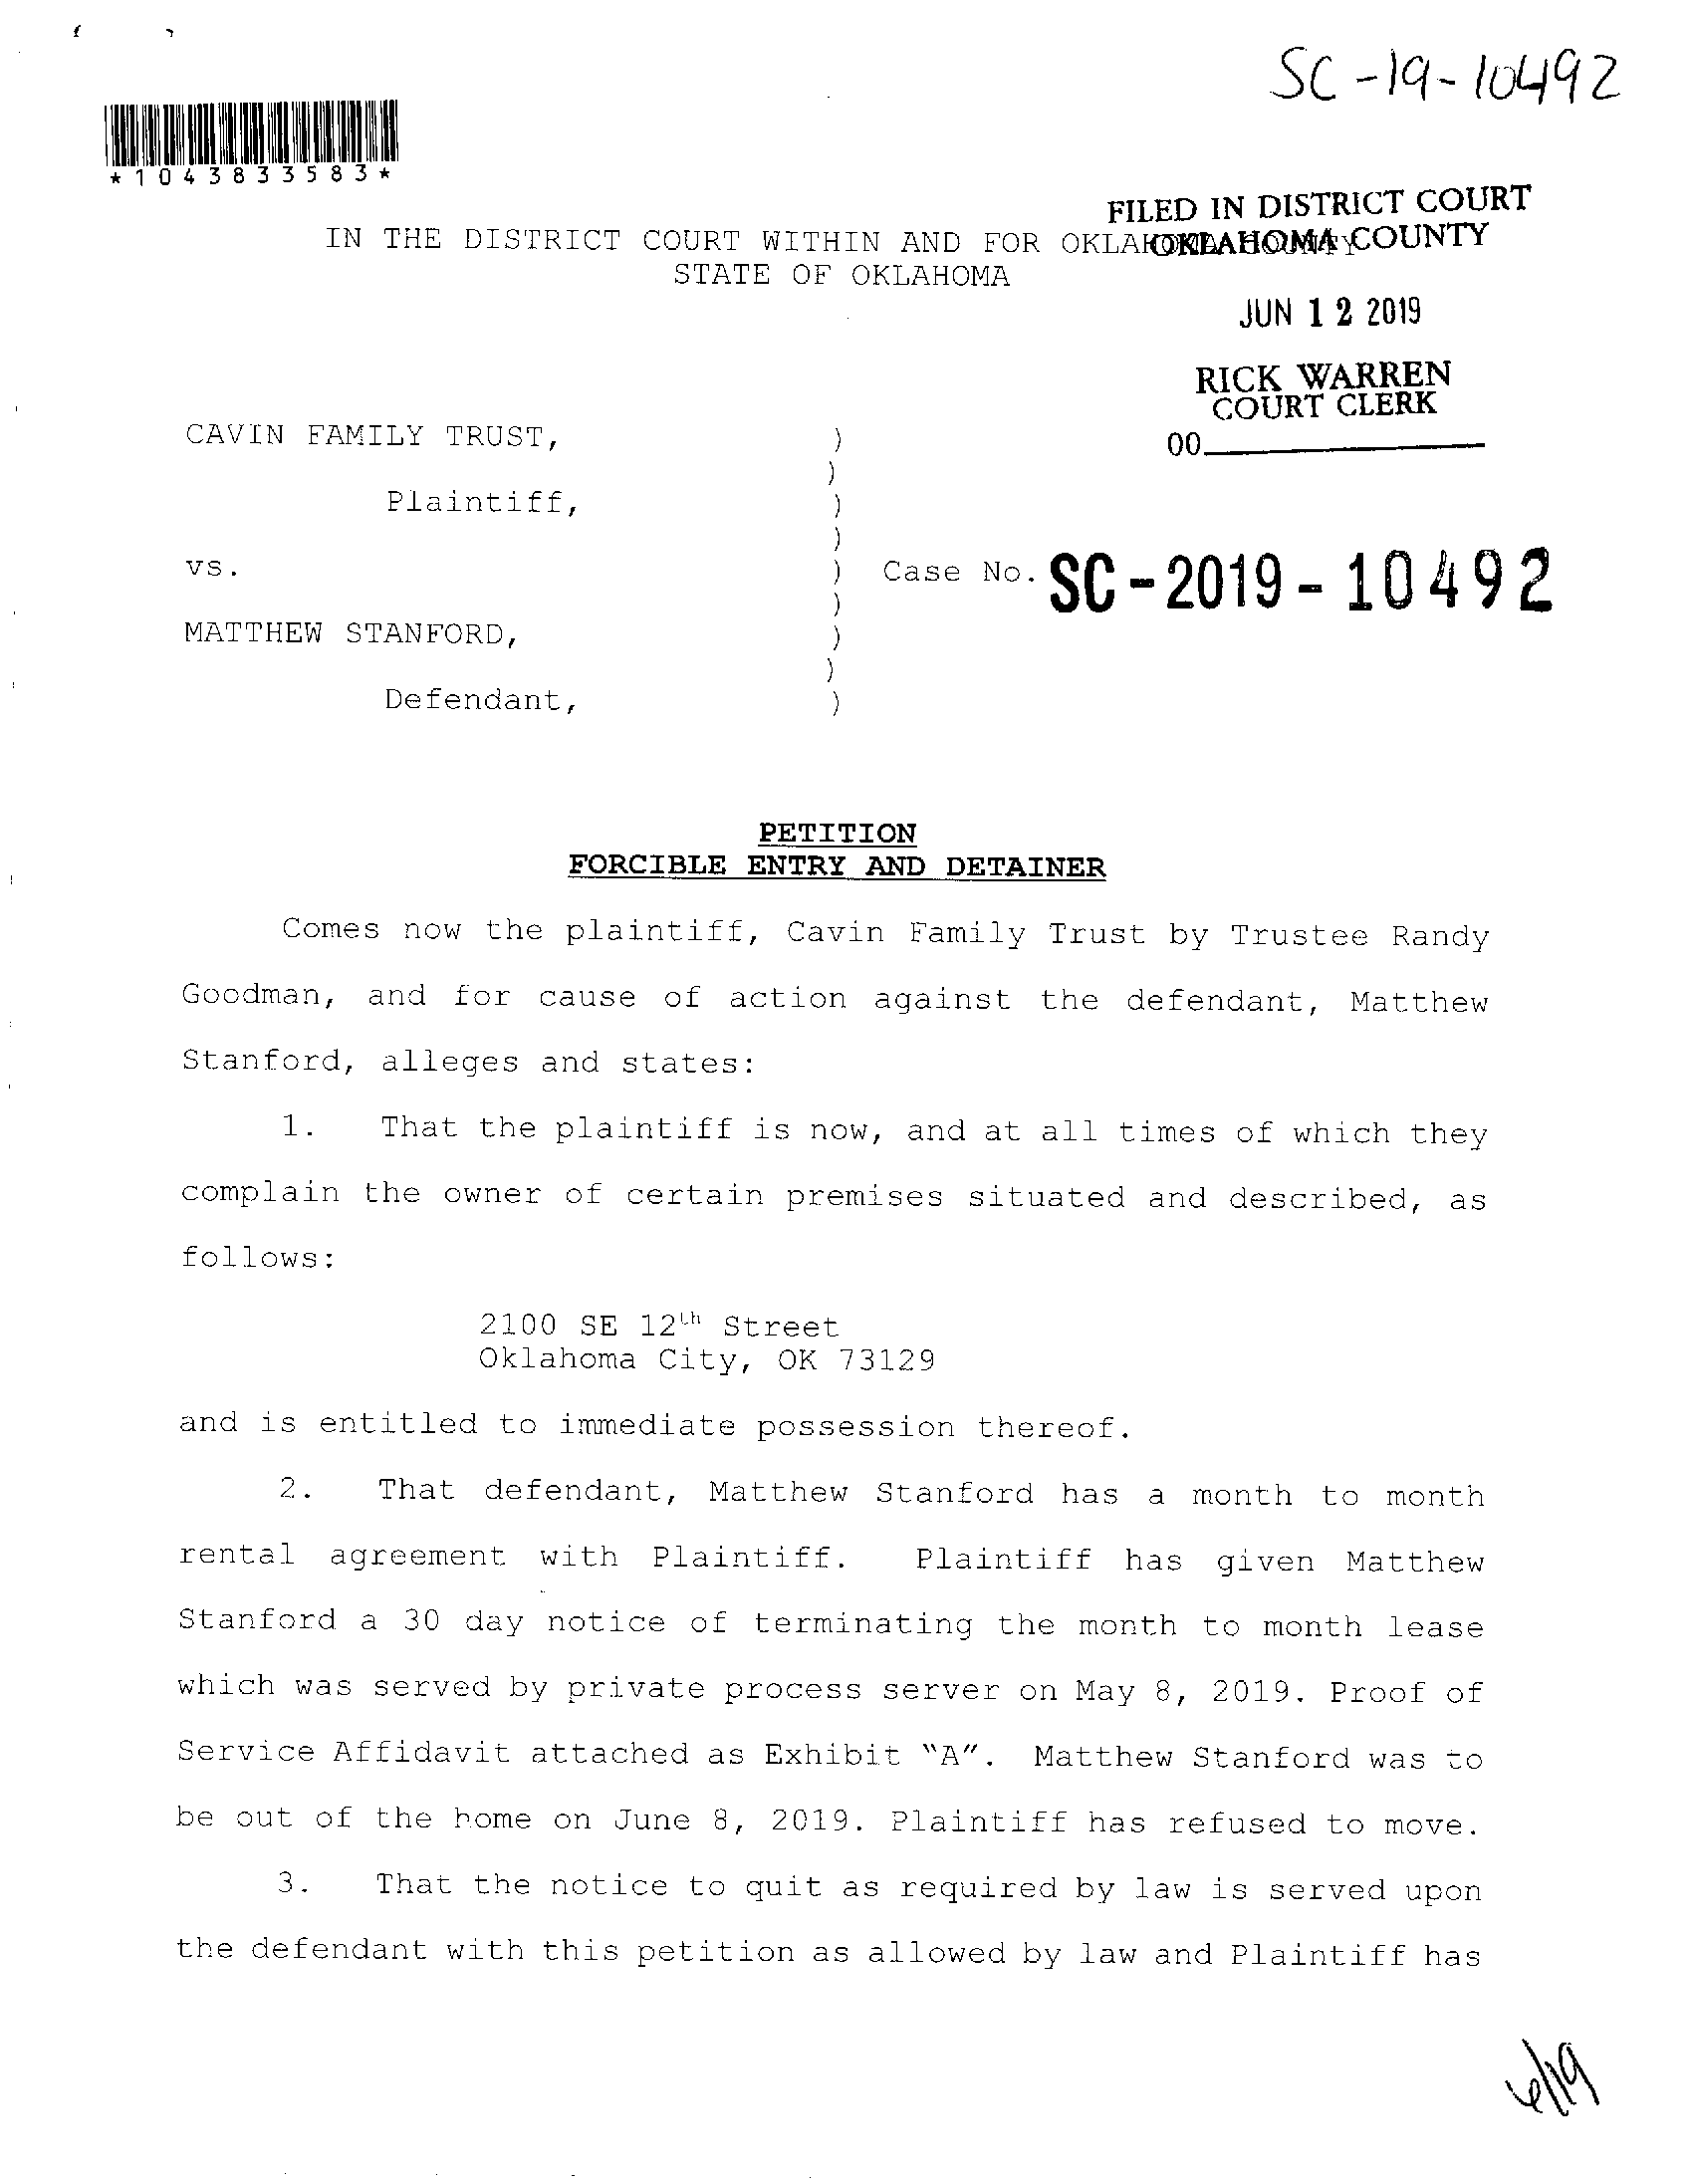 SC-19-10492
*1043833583*
FILED IN DISTRICT COURT
OKLAHOMA COUNTY
IN THE DISTRICT COURT WITHIN AND FOR OKLAHOMA COUNTY
STATE OF OKLAHOMA
JUN 12 2019
RICK WARREN
COURT CLERK
00
CAVIN FAMILY TRUST, )
)
Plaintiff, )
)
vs. ) Case No. SC-2019-10492
)
MATTHEW STANFORD, )
)
Defendant, )
PETITION
FORCIBLE ENTRY AND DETAINER
Comes now the plaintiff, Cavin Family Trust by Trustee Randy
Goodman, and for cause of action against the defendant, Matthew
Stanford, alleges and states:
1. That the plaintiff is now, and at all times of which they
complain the owner of certain premises situated and described, as
follows:
2100 SE 12th Street
Oklahoma City, OK 73129
and is entitled to immediate possession thereof.
2. That defendant, Matthew Stanford has a month to month
rental agreement with Plaintiff. Plaintiff has given Matthew
Stanford a 30 day notice of terminating the month to month lease
which was served by private process server on May 8, 2019. Proof of
Service Affidavit attached as Exhibit "A". Matthew Stanford was to
be out of the home on June 8, 2019. Plaintiff has refused to move.
3. That the notice to quit as required by law is served upon
the defendant with this petition as allowed by law and Plaintiff has
6/19